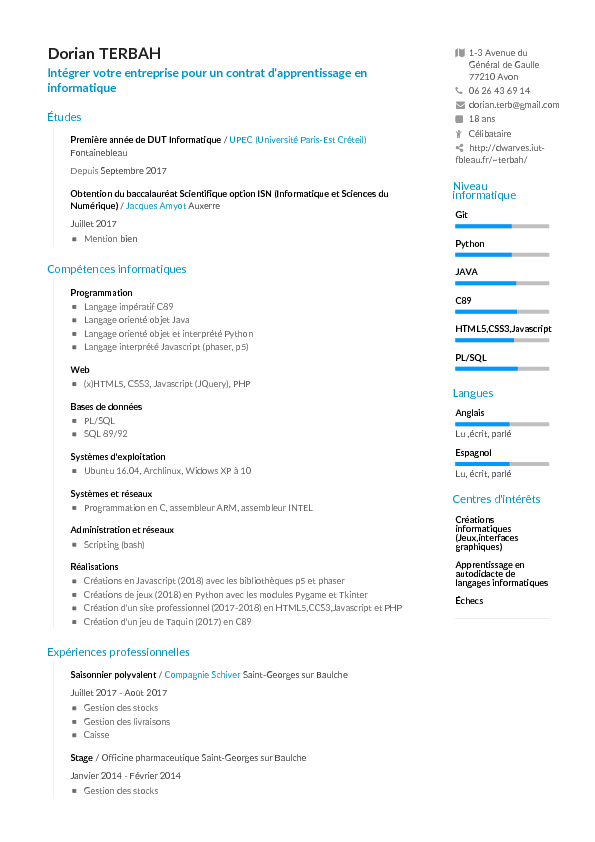 Dorian TERBAH
Intégrer votre entreprise pour un contrat d'apprentissage en
informatique
Études
Première année de DUT Informatique / UPEC (Université Paris-Est Créteil)
Fontainebleau
Depuis Septembre 2017
Obtention du baccalauréat Scientifique option ISN (Informatique et Sciences du
Numérique) / Jacques Amyot Auxerre
Juillet 2017
Mention bien
Compétences informatiques
Programmation
Langage impératif C89
Langage orienté objet Java
Langage orienté objet et interprété Python
Langage interprété Javascript (phaser, p5)
Web
(x)HTML5, CSS3, Javascript (JQuery), PHP
Bases de données
PL/SQL
SQL 89/92
Systèmes d'exploitation
Ubuntu 16.04, Archlinux, Widows XP à 10
Systèmes et réseaux
Programmation en C, assembleur ARM, assembleur INTEL
Administration et réseaux
Scripting (bash)
Réalisations
Créations en Javascript (2018) avec les bibliothèques p5 et phaser
Créations de jeux (2018) en Python avec les modules Pygame et Tkinter
Création d'un site professionnel (2017-2018) en HTML5,CCS3,Javascript et PHP
Création d'un jeu de Taquin (2017) en C89
Expériences professionnelles
Saisonnier polyvalent / Compagnie Schiver Saint-Georges sur Baulche
Juillet 2017 - Août 2017
Gestion des stocks
Gestion des livraisons
Caisse
Stage / Officine pharmaceutique Saint-Georges sur Baulche
Janvier 2014 - Février 2014
Gestion des stocks
1-3 Avenue du
Général de Gaulle
77210 Avon
06 26 43 69 14
dorian.terb@gmail.com
18 ans
Célibataire
http://dwarves.iut-
fbleau.fr/~terbah/
Niveau
informatique
Git
Python
JAVA
C89
HTML5,CSS3,Javascript
PL/SQL
Langues
Anglais
Lu ,écrit, parlé
Espagnol
Lu ,écrit, parlé
Centres d'intérêts
Créations
informatiques
(Jeux,interfaces
graphiques)
Apprentissage en
autodidacte de
langages informatiques
Échecs